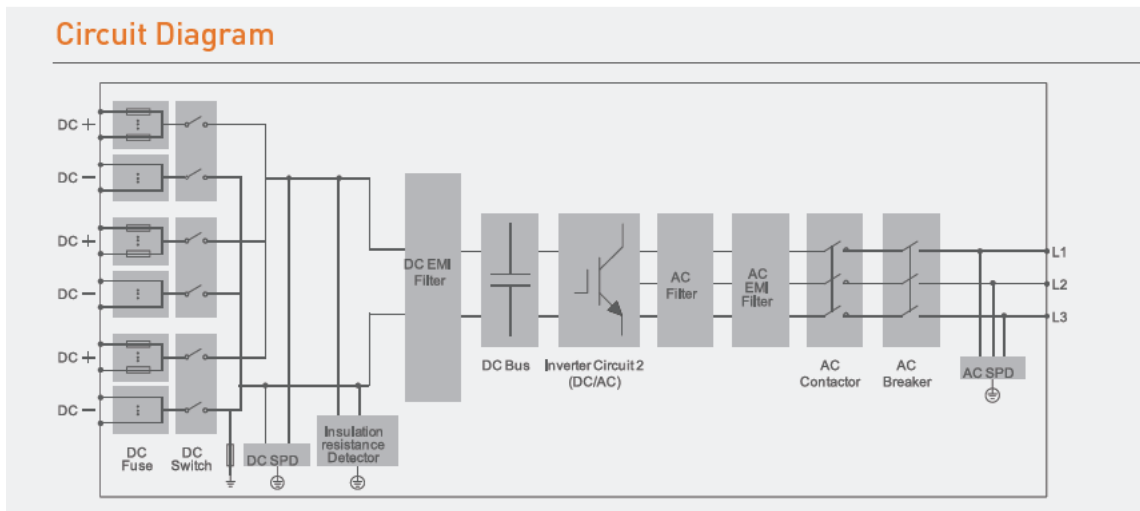 Circuit Diagram
DC +
DC -
DC +
DC -
DC +
DC -
DC
Fuse
DC
Switch
DC SPD
Insulation
resistance
Detector
DC EMI
Filter
DC Bus
Inverter Circuit 2
(DC/AC)
AC
Filter
AC
EMI
Filter
AC
Contactor
AC
Breaker
AC SPD
L1
L2
L3